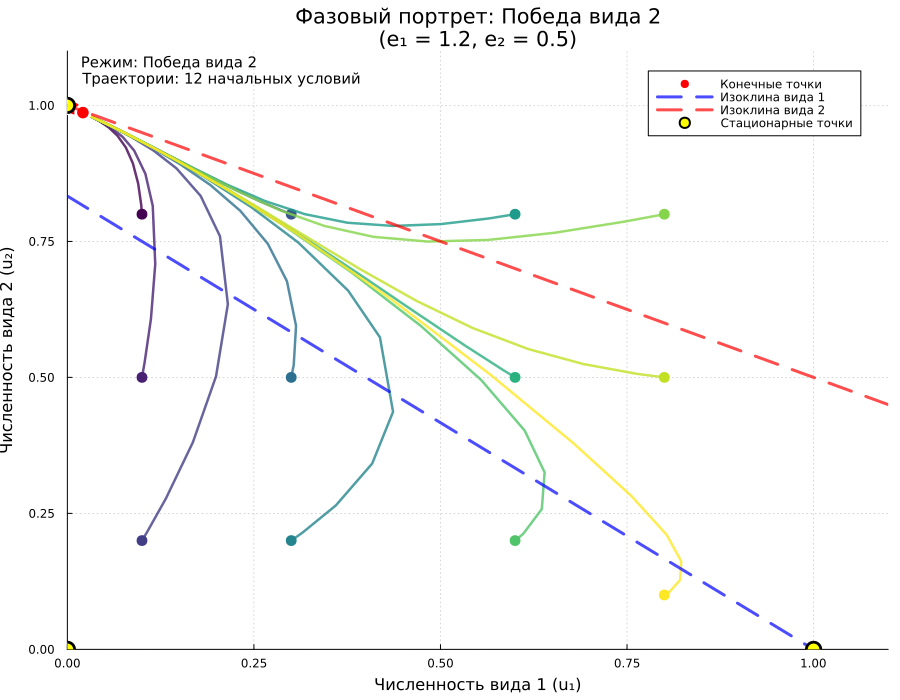 Фазовый портрет: Победа вида 2
(e₁ = 1.2, e₂ = 0.5)
Режим: Победа вида 2
Траектории: 12 начальных условий
Конечные точки
Изоклина вида 1
Изоклина вида 2
Стационарные точки
Численность вида 2 (u₂)
1.00
0.75
0.50
0.25
0.00
0.00
0.25
0.50
0.75
1.00
Численность вида 1 (u₁)